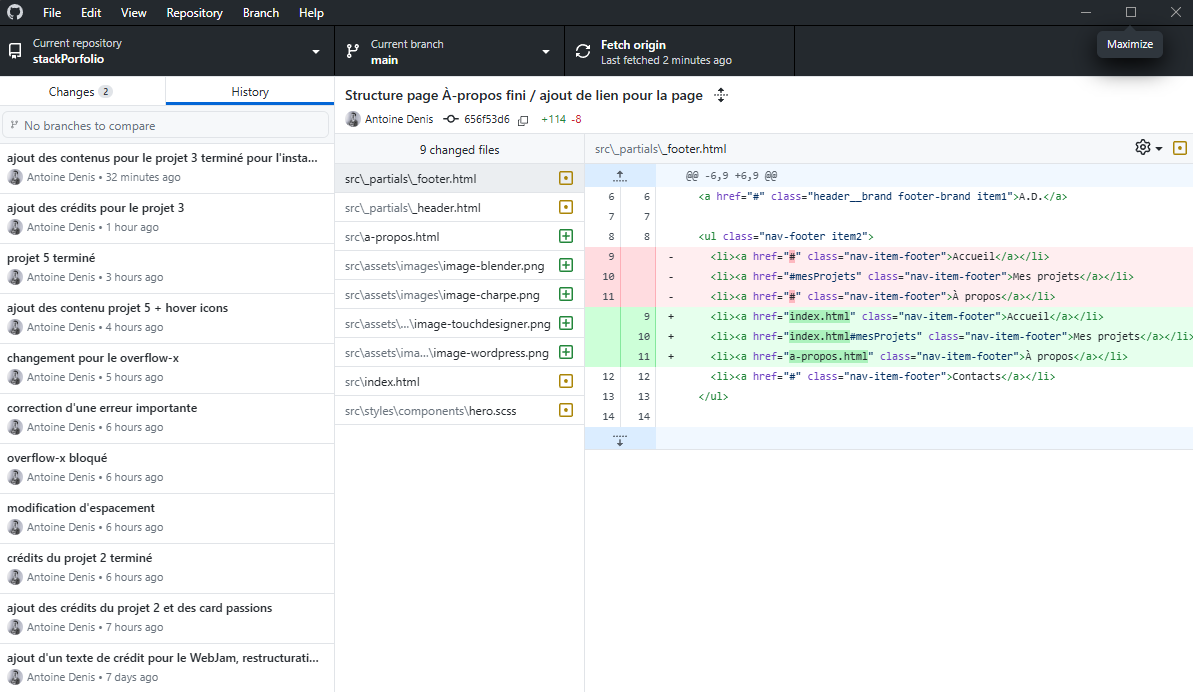 File Edit View Repository Branch Help
Current repository
stackPorfolio
Current branch
main
Fetch origin
Last fetched 2 minutes ago
Maximize
Changes 2 History
No branches to compare
ajout des contenus pour le projet 3 terminé pour l'insta...
Antoine Denis • 32 minutes ago
ajout des crédits pour le projet 3
Antoine Denis • 1 hour ago
projet 5 terminé
Antoine Denis • 3 hours ago
ajout des contenu projet 5 + hover icons
Antoine Denis • 4 hours ago
changement pour le overflow-x
Antoine Denis • 5 hours ago
correction d'une erreur importante
Antoine Denis • 6 hours ago
overflow-x bloqué
Antoine Denis • 6 hours ago
modification d'espacement
Antoine Denis • 6 hours ago
crédits du projet 2 terminé
Antoine Denis • 6 hours ago
ajout des crédits du projet 2 et des card passions
Antoine Denis • 7 hours ago
ajout d'un texte de crédit pour le WebJam, restructurati...
Antoine Denis • 7 days ago
Structure page À-propos fini / ajout de lien pour la page
Antoine Denis 656f53d6 +114 -8
9 changed files
src\_partials\_footer.html
src\_partials\_header.html
src\a-propos.html
src\assets\images\image-blender.png
src\assets\images\image-charpe.png
src\assets\...\image-touchdesigner.png
src\assets\ima...\image-wordpress.png
src\index.html
src\styles\components\hero.scss
src\_partials\_footer.html
@@ -6,9 +6,9 @@
6 6 <a href="#" class="header__brand footer-brand item1">A.D.</a>
7 7
8 8 <ul class="nav-footer item2">
9 - <li><a href="#" class="nav-item-footer">Accueil</a></li>
10 - <li><a href="#mesProjets" class="nav-item-footer">Mes projets</a></li>
11 - <li><a href="#" class="nav-item-footer">À propos</a></li>
9 + <li><a href="index.html" class="nav-item-footer">Accueil</a></li>
10 + <li><a href="index.html#mesProjets" class="nav-item-footer">Mes projets</a></li>
11 + <li><a href="a-propos.html" class="nav-item-footer">À propos</a></li>
12 12 <li><a href="#" class="nav-item-footer">Contacts</a></li>
13 13 </ul>
14 14